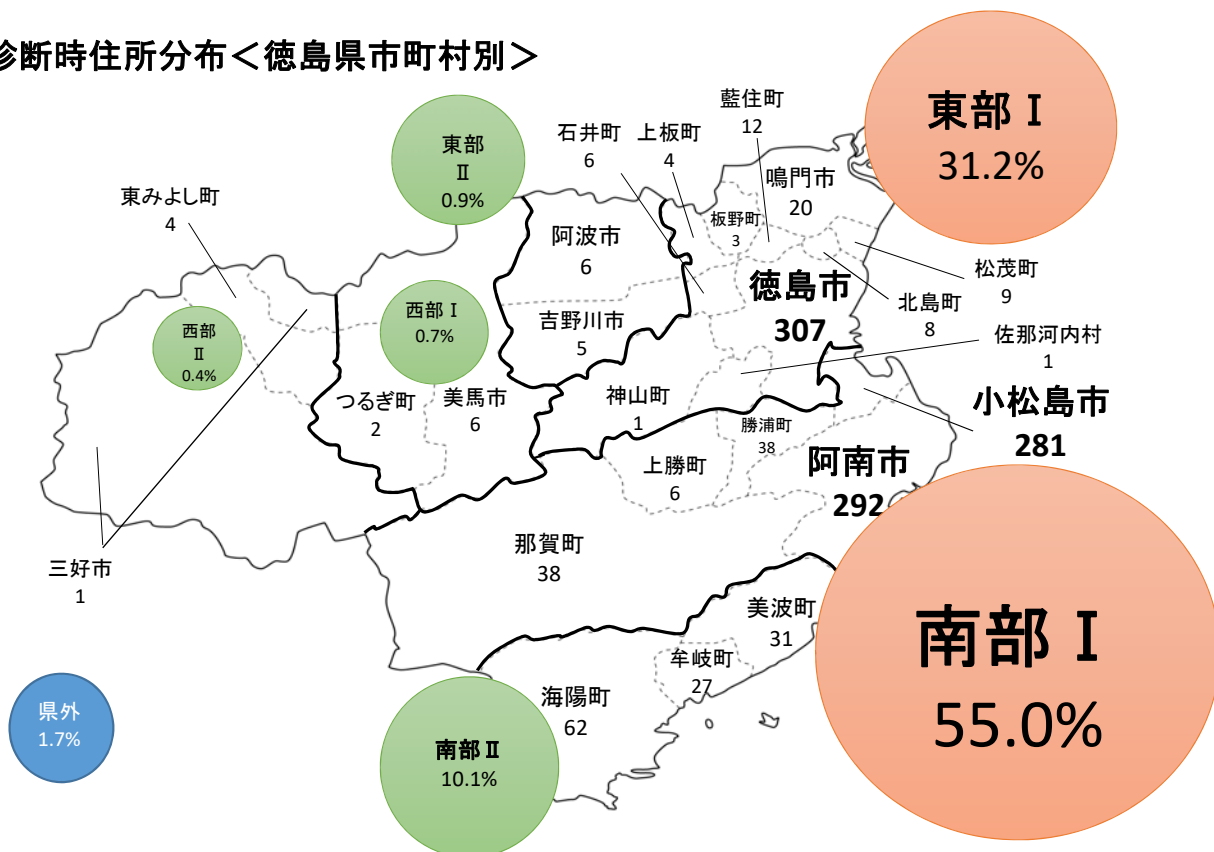 診断時住所分布＜徳島県市町村別＞
東部 Ⅰ
31.2%
東部
Ⅱ
0.9%
藍住町
12
石井町
6
上板町
4
鳴門市
20
板野町
3
東みよし町
4
阿波市
6
松茂町
9
徳島市
307
北島町
8
西部 Ⅰ
0.7%
西部
Ⅱ
0.4%
吉野川市
5
佐那河内村
1
つるぎ町
2
美馬市
6
神山町
1
小松島市
281
勝浦町
38
阿南市
292
上勝町
6
那賀町
38
三好市
1
美波町
31
南部 Ⅰ
55.0%
牟岐町
27
海陽町
62
県外
1.7%
南部 Ⅱ
10.1%